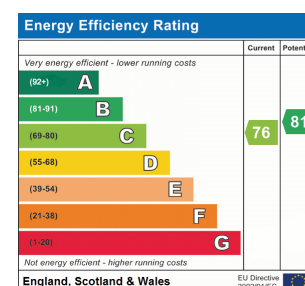 Energy Efficiency Rating
Current
Very energy efficient - lower running costs
(92+) A
(81-91) B
(69-80) C
(55-68) D
(39-54) E
(21-38) F
(1-20) G
76
81
Not energy efficient - higher running costs
England, Scotland & Wales
EU Directive